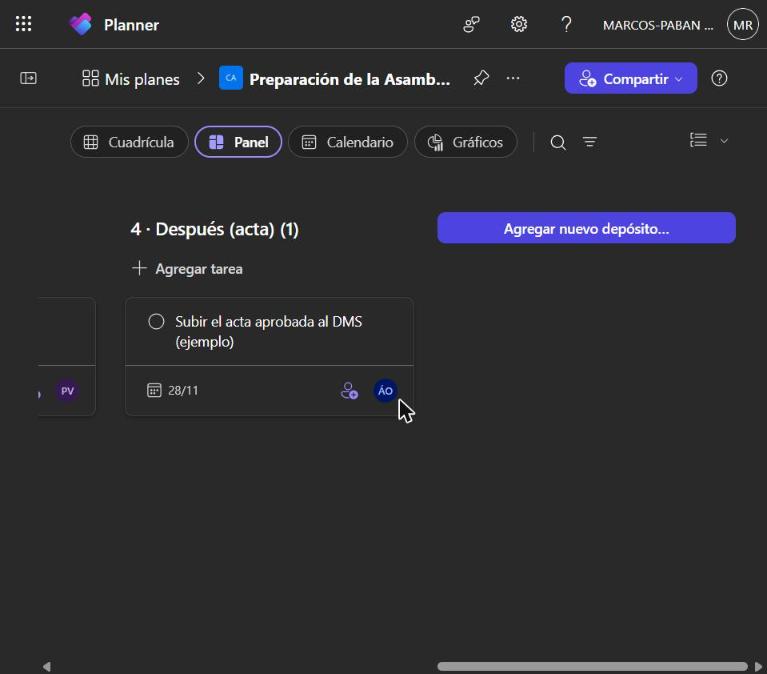 Planner
?
MARCOS-PABAN ...
MR
Mis planes
CA
Preparación de la Asamb...
...
Compartir
?
Cuadrícula
Panel
Calendario
Gráficos
4 · Después (acta) (1)
Agregar nuevo depósito...
Agregar tarea
Subir el acta aprobada al DMS
(ejemplo)
PV
28/11
ÁO